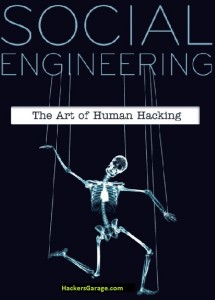 SOCIAL
ENGINEERING
The Art of Human Hacking
HackersGarage.com